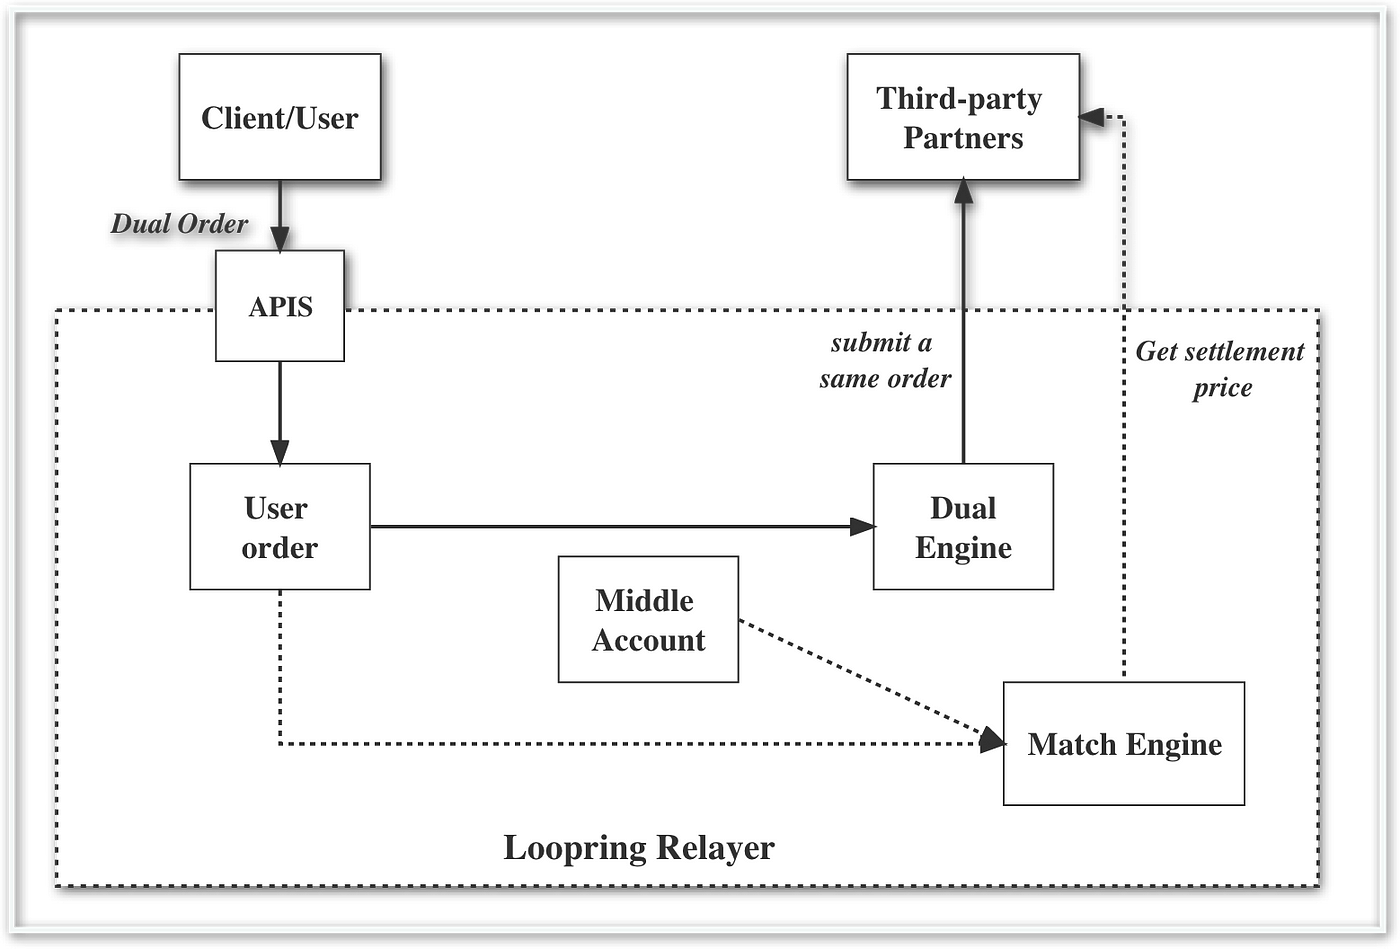 Client/User
Third-party
Partners
Dual Order
APIS
submit a
same order
Get settlement
price
User
order
Dual
Engine
Middle
Account
Match Engine
Loopring Relayer